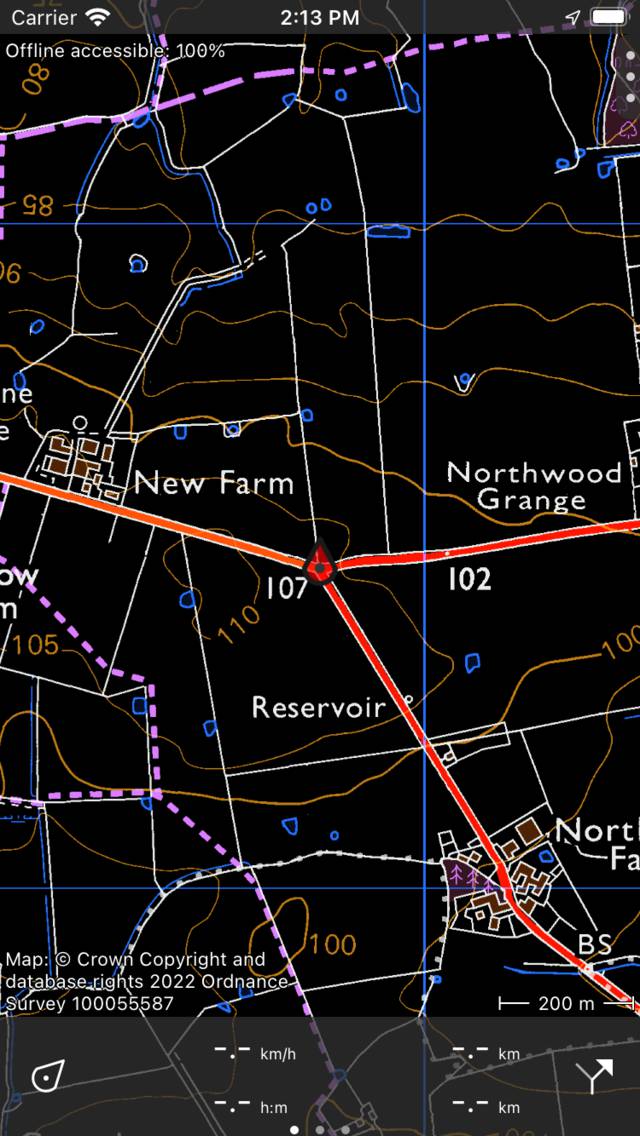 Carrier 2:13 PM
Offline accessible: 100%
80
85
90
ne
e
New Farm
Northwood
Grange
107
102
ow
m
110
105
100
Reservoir
North
Fa
100
BS
Map: © Crown Copyright and
database rights 2022 Ordnance
Survey 100055587
200 m
-.- km/h
-.- km
-.- h:m
-.- km